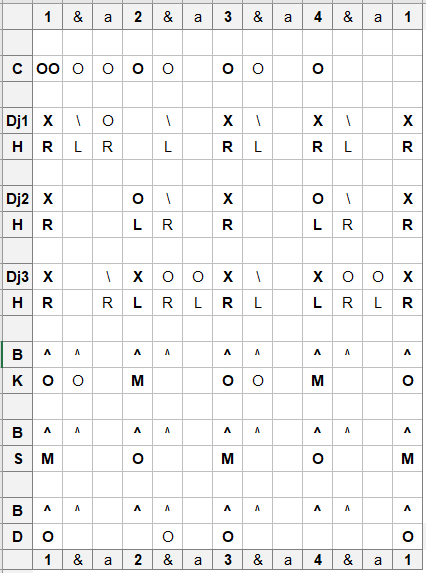 1 & a 2 & a 3 & a 4 & a 1
C OO O O O O O O O
Dj1 X \ O \ X \ X \ X
H R L R L R L R L R
Dj2 X O \ X O \ X
H R L R R L R R
Dj3 X \ X O O X \ X O O X
H R R L R L R L L R L R
B ^ ^ ^ ^ ^ ^ ^ ^ ^
K O O M O O M O
B ^ ^ ^ ^ ^ ^ ^ ^ ^
S M O M O M
B ^ ^ ^ ^ ^ ^ ^ ^ ^
D O O O O
1 & a 2 & a 3 & a 4 & a 1